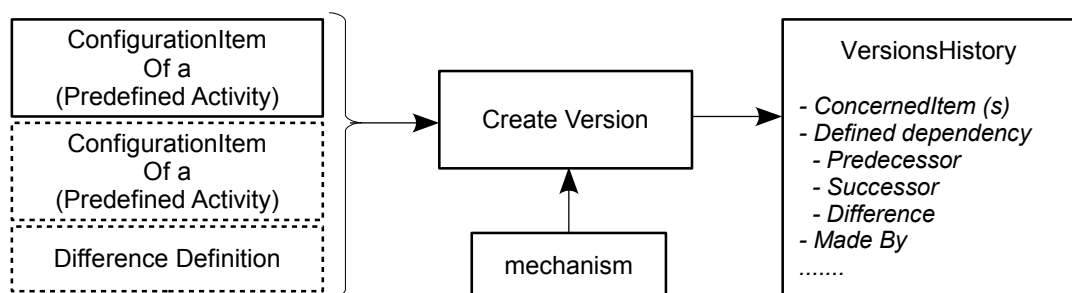 ConfigurationItem
Of a
(Predefined Activity)
ConfigurationItem
Of a
(Predefined Activity)
Difference Definition
Create Version
mechanism
VersionsHistory
- ConcernedItem (s)
- Defined dependency
- Predecessor
- Successor
- Difference
- Made By
.......